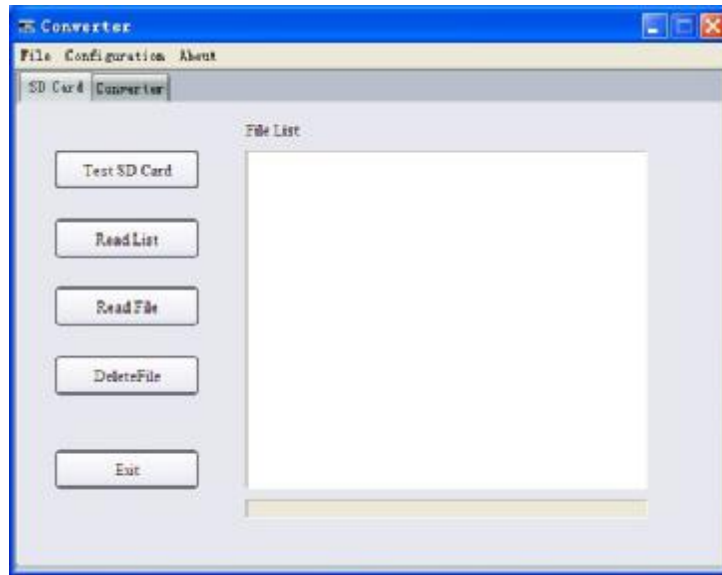 Converter
File Configuration About
SD Card Converter
File List
Test SD Card
Read List
Read File
DeleteFile
Exit